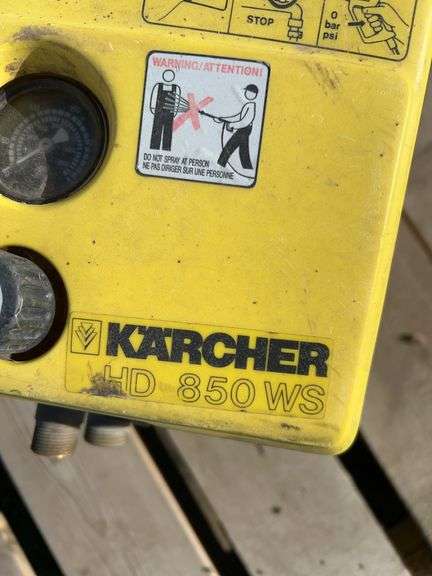 STOP
0
bar
psi
WARNING/ATTENTION!
DO NOT SPRAY AT PERSON
NE PAS DIRIGER SUR UNE PERSONNE
KÄRCHER
HD 850 WS